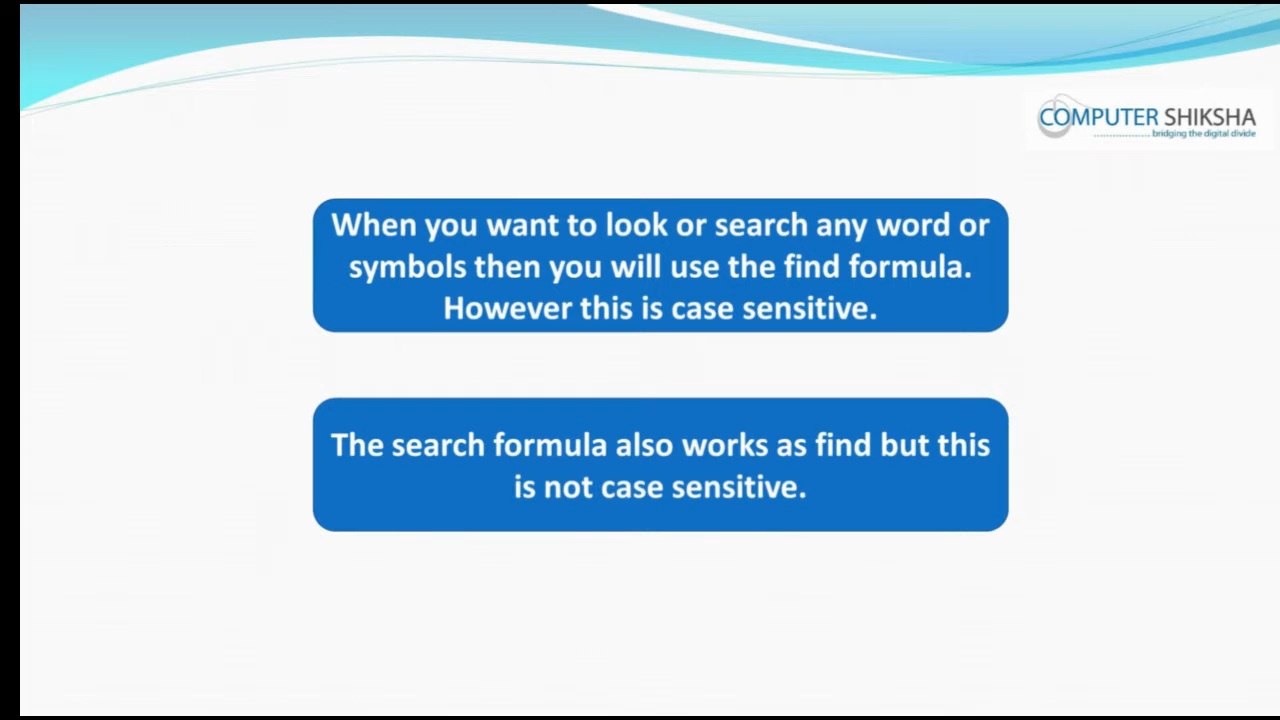 COMPUTER SHIKSHA
bridging the digital divide
When you want to look or search any word or
symbols then you will use the find formula.
However this is case sensitive.
The search formula also works as find but this
is not case sensitive.